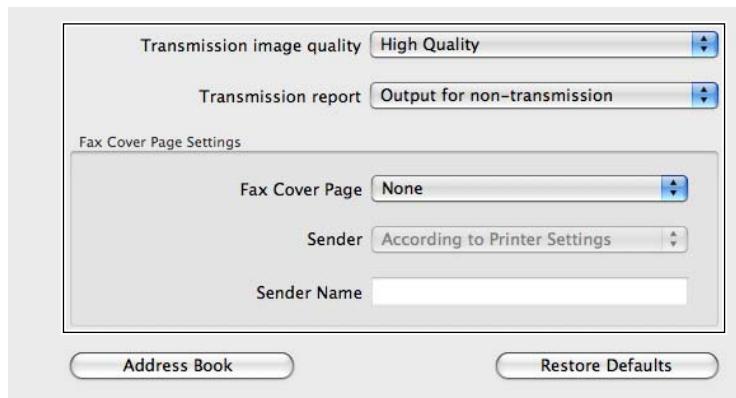 Transmission image quality High Quality
Transmission report Output for non-transmission
Fax Cover Page Settings
Fax Cover Page None
Sender According to Printer Settings
Sender Name
Address Book Restore Defaults